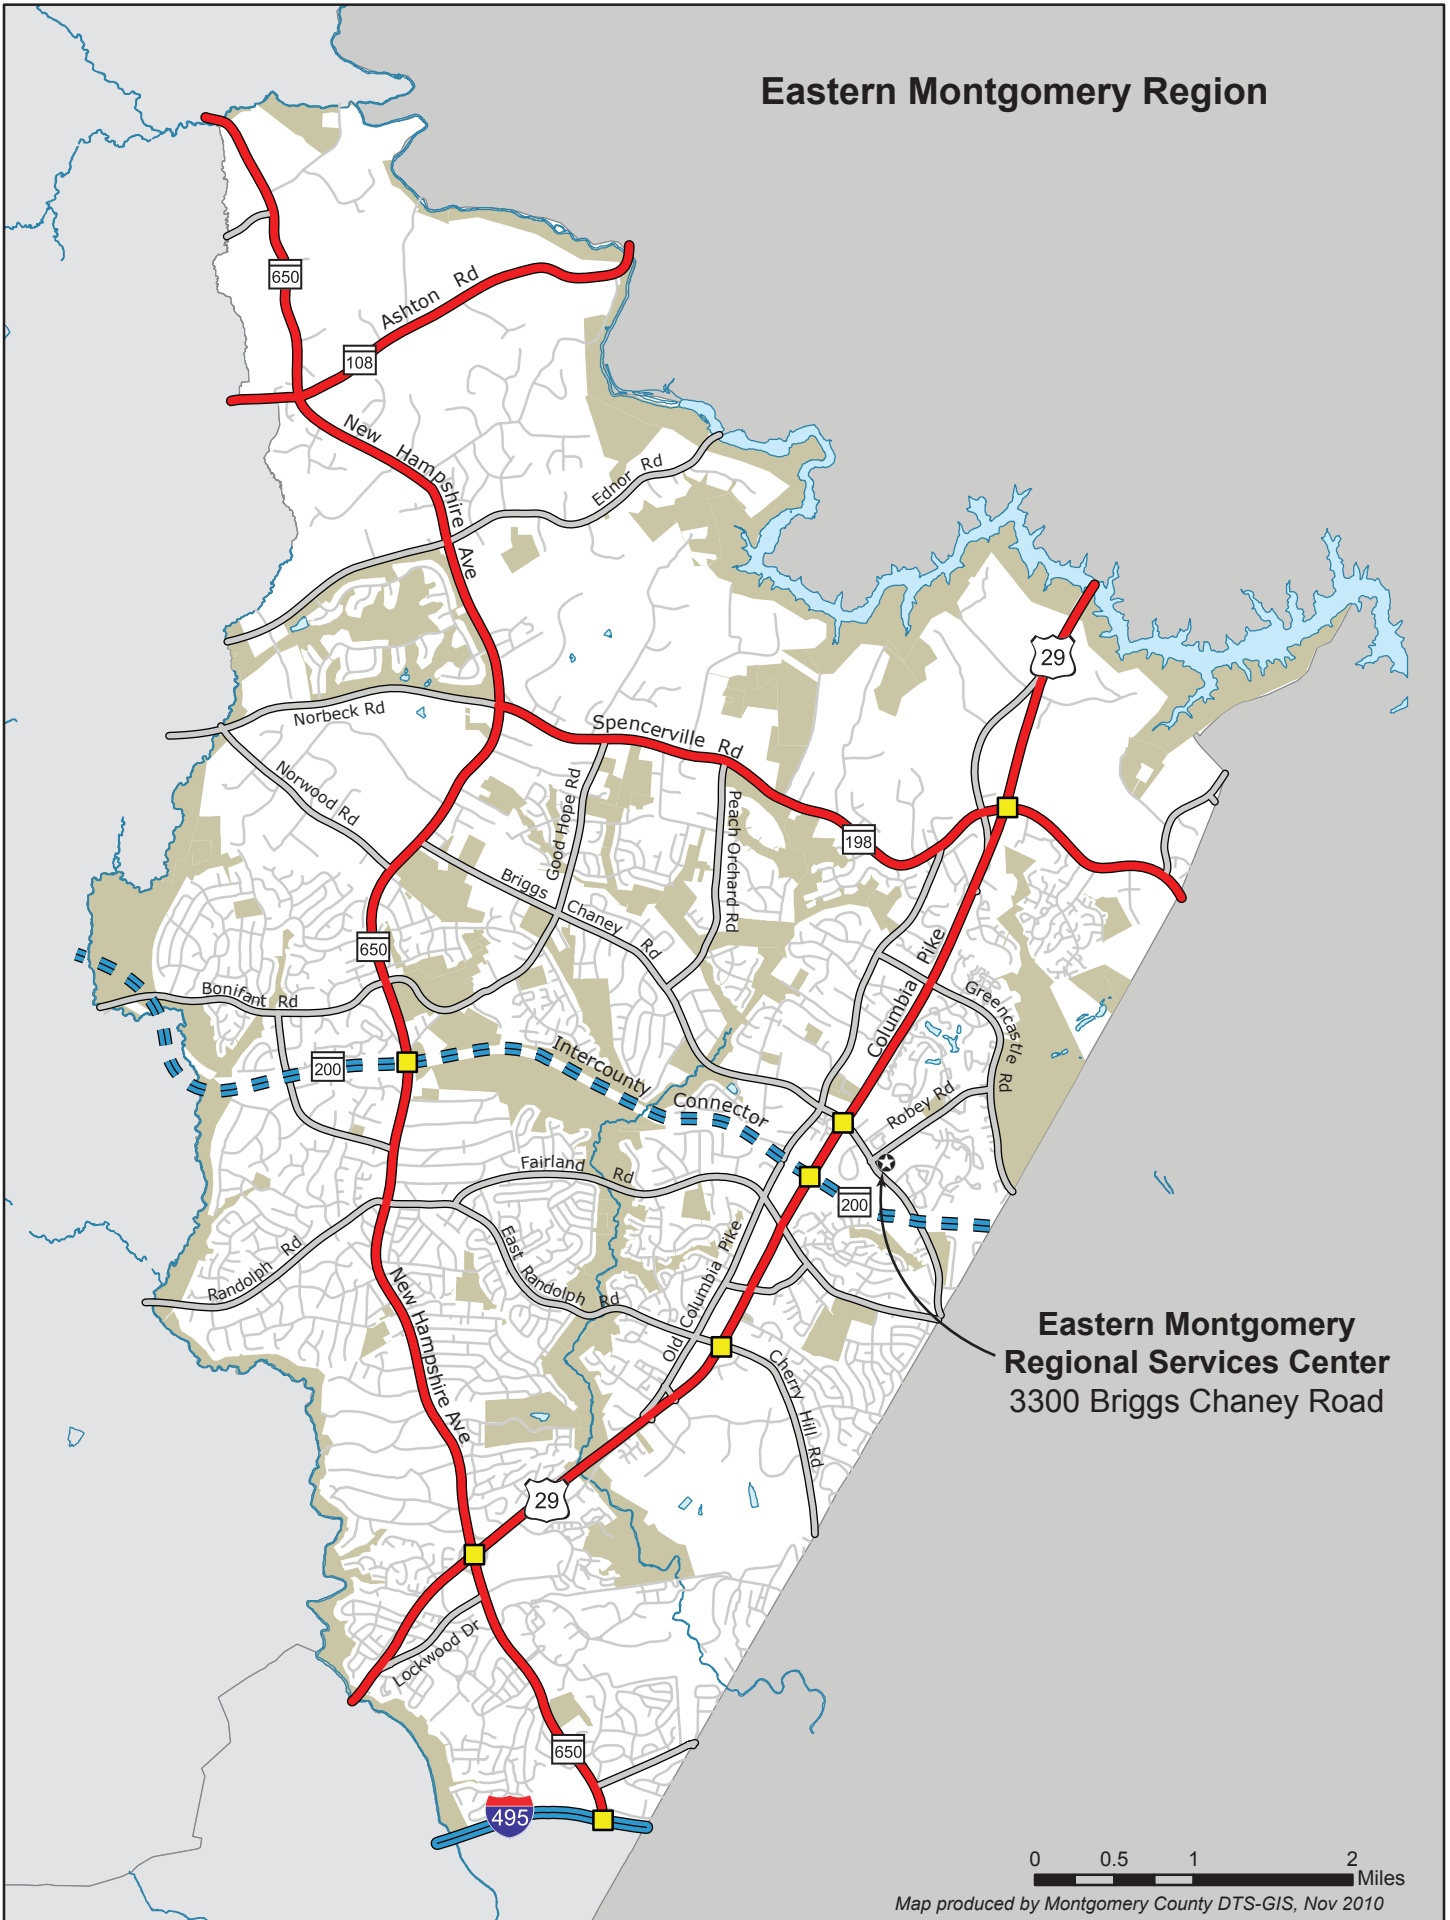 Eastern Montgomery Region
650
Ashton Rd
108
New Hampshire Ave
Ednor Rd
29
Norbeck Rd
Spencerville Rd
Norwood Rd
Good Hope Rd
Peach Orchard Rd
198
Briggs Chaney Rd
650
Columbia Pike
Bonifant Rd
Greencastle Rd
200
Intercounty Connector
Robey Rd
Fairland Rd
200
Randolph Rd
East Randolph Rd
Old Columbia Pike
New Hampshire Ave
Cherry Hill Rd
Eastern Montgomery
Regional Services Center
3300 Briggs Chaney Road
29
Lockwood Dr
650
495
0 0.5 1 2
Miles
Map produced by Montgomery County DTS-GIS, Nov 2010